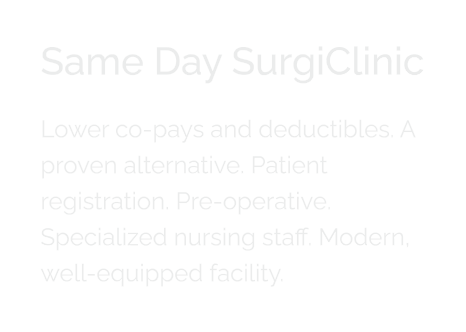 Same Day SurgiClinic
Lower co-pays and deductibles. A
proven alternative. Patient
registration. Pre-operative.
Specialized nursing staff. Modern,
well-equipped facility.